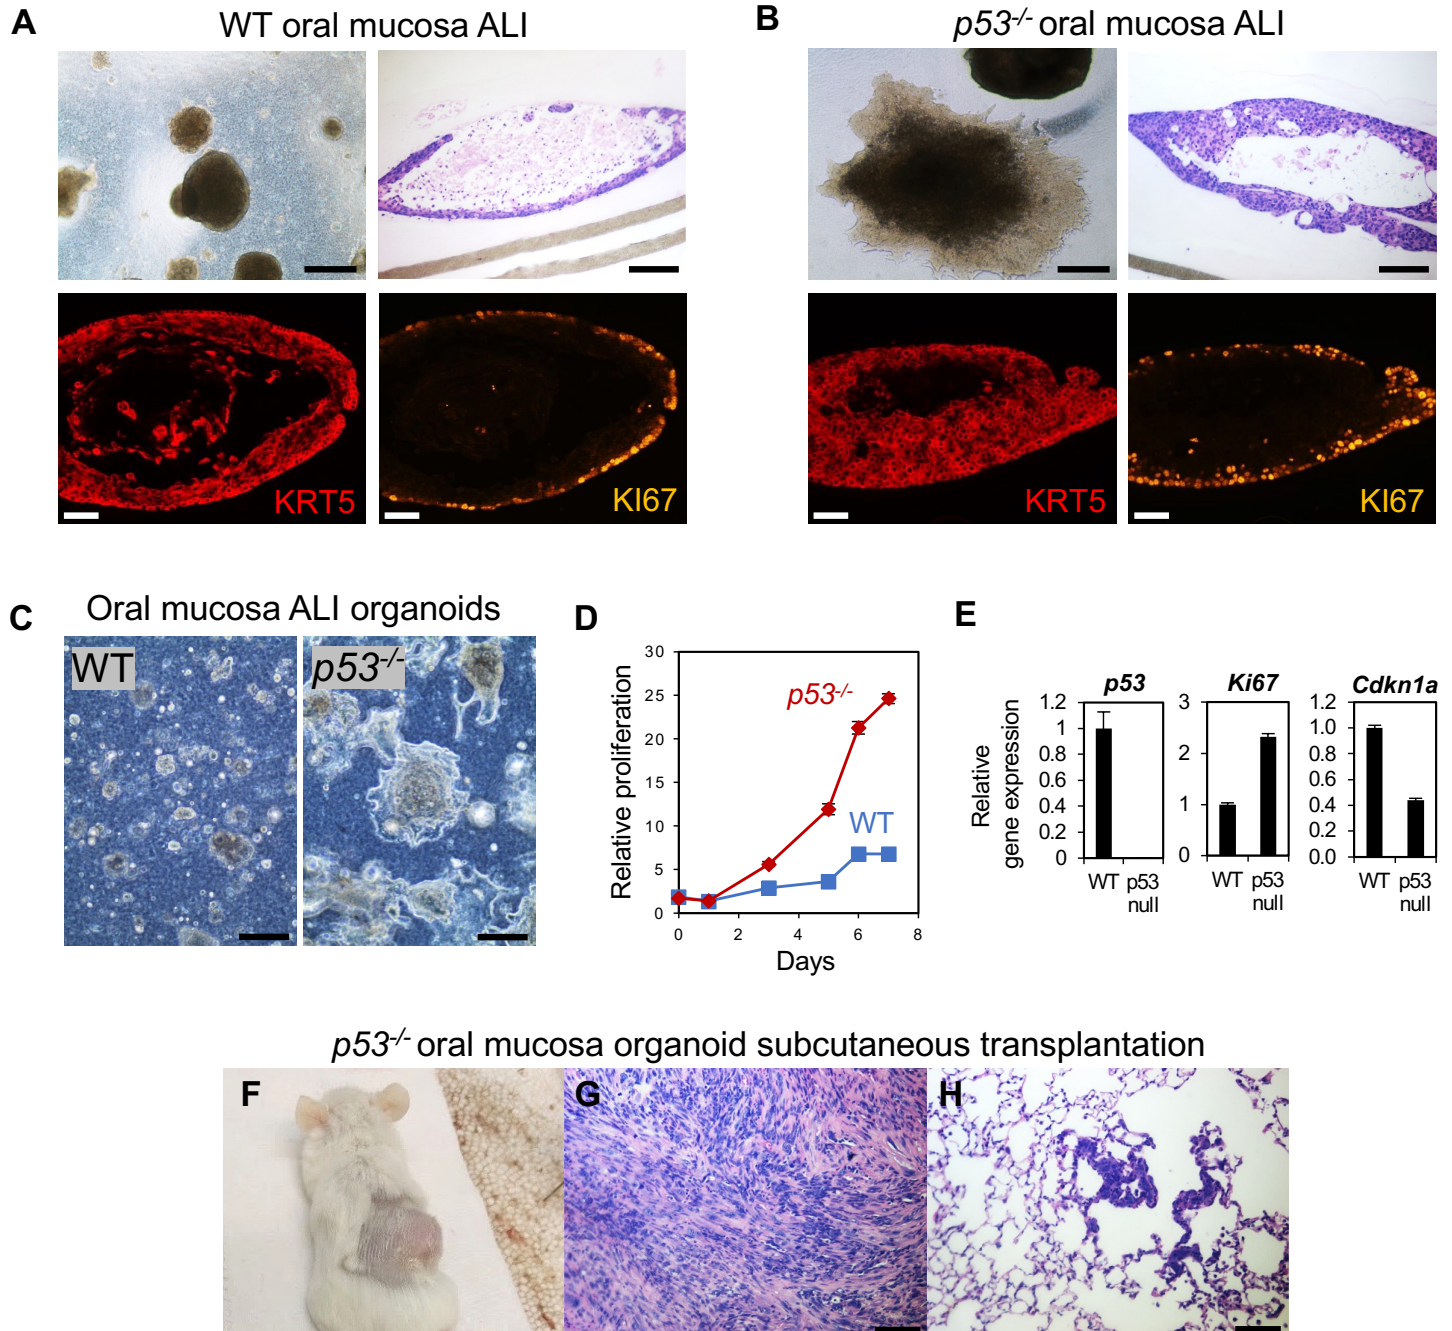 A
WT oral mucosa ALI
B
p53-/- oral mucosa ALI
KRT5
KI67
KRT5
KI67
C
Oral mucosa ALI organoids
WT
p53-/-
D
30
25
20
15
10
5
0
0 2 4 6 8
Relative proliferation
Days
p53-/-
WT
E
Relative
gene expression
p53
1.2
1
0.8
0.6
0.4
0.2
0
WT p53
null
Ki67
3
2
1
0
WT p53
null
Cdkn1a
1.2
1.0
0.8
0.6
0.4
0.2
0.0
WT p53
null
p53-/- oral mucosa organoid subcutaneous transplantation
F
G
H